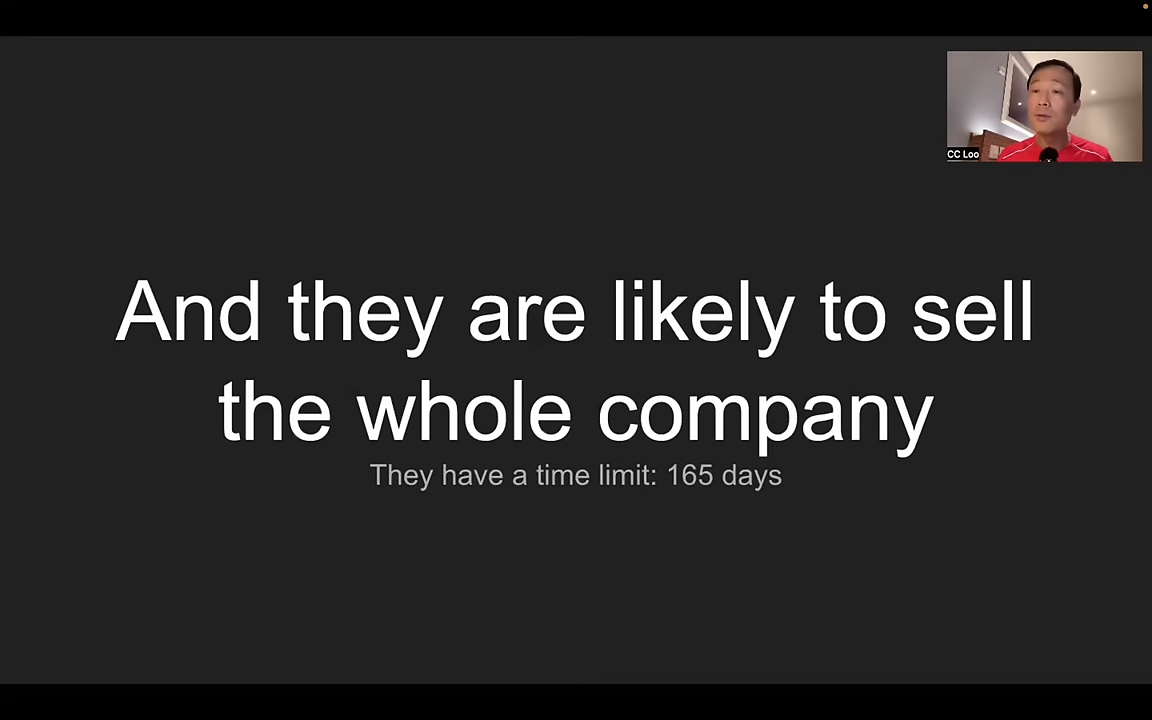 CC Loo
And they are likely to sell
the whole company
They have a time limit: 165 days